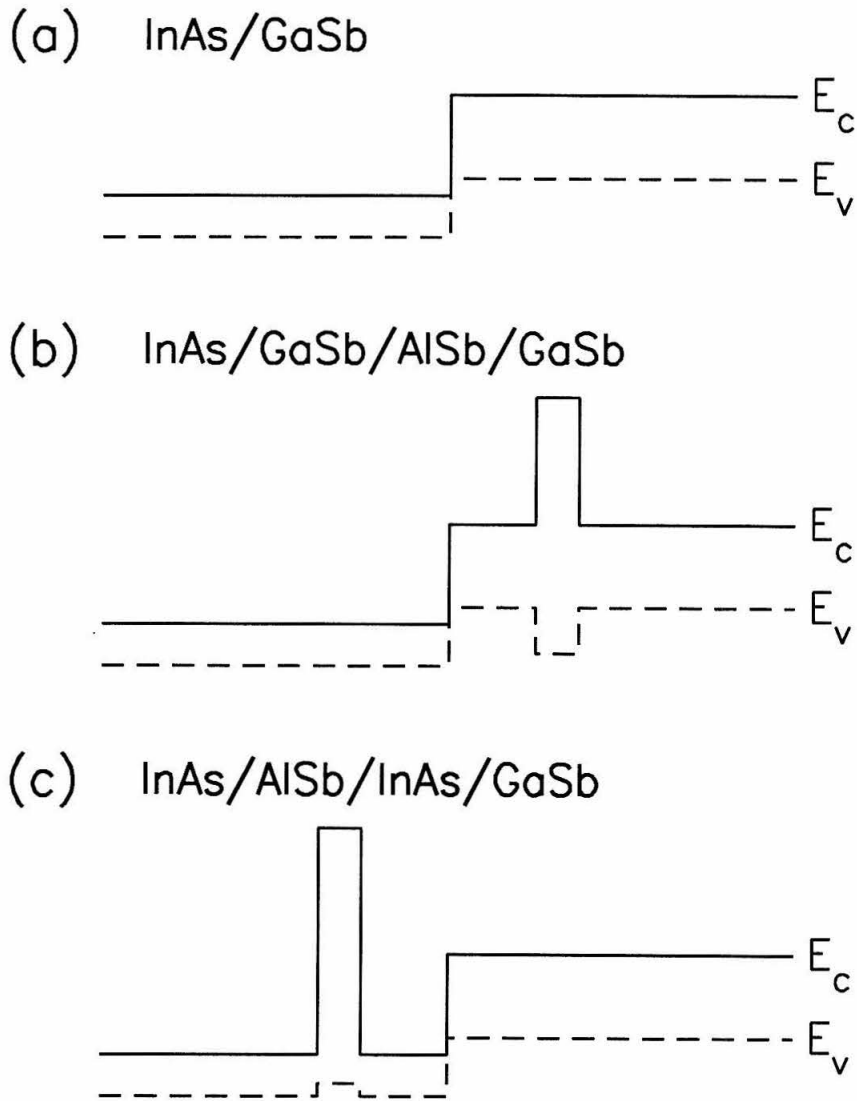 (a) InAs/GaSb
E_c
E_v
(b) InAs/GaSb/AlSb/GaSb
E_c
E_v
(c) InAs/AlSb/InAs/GaSb
E_c
E_v